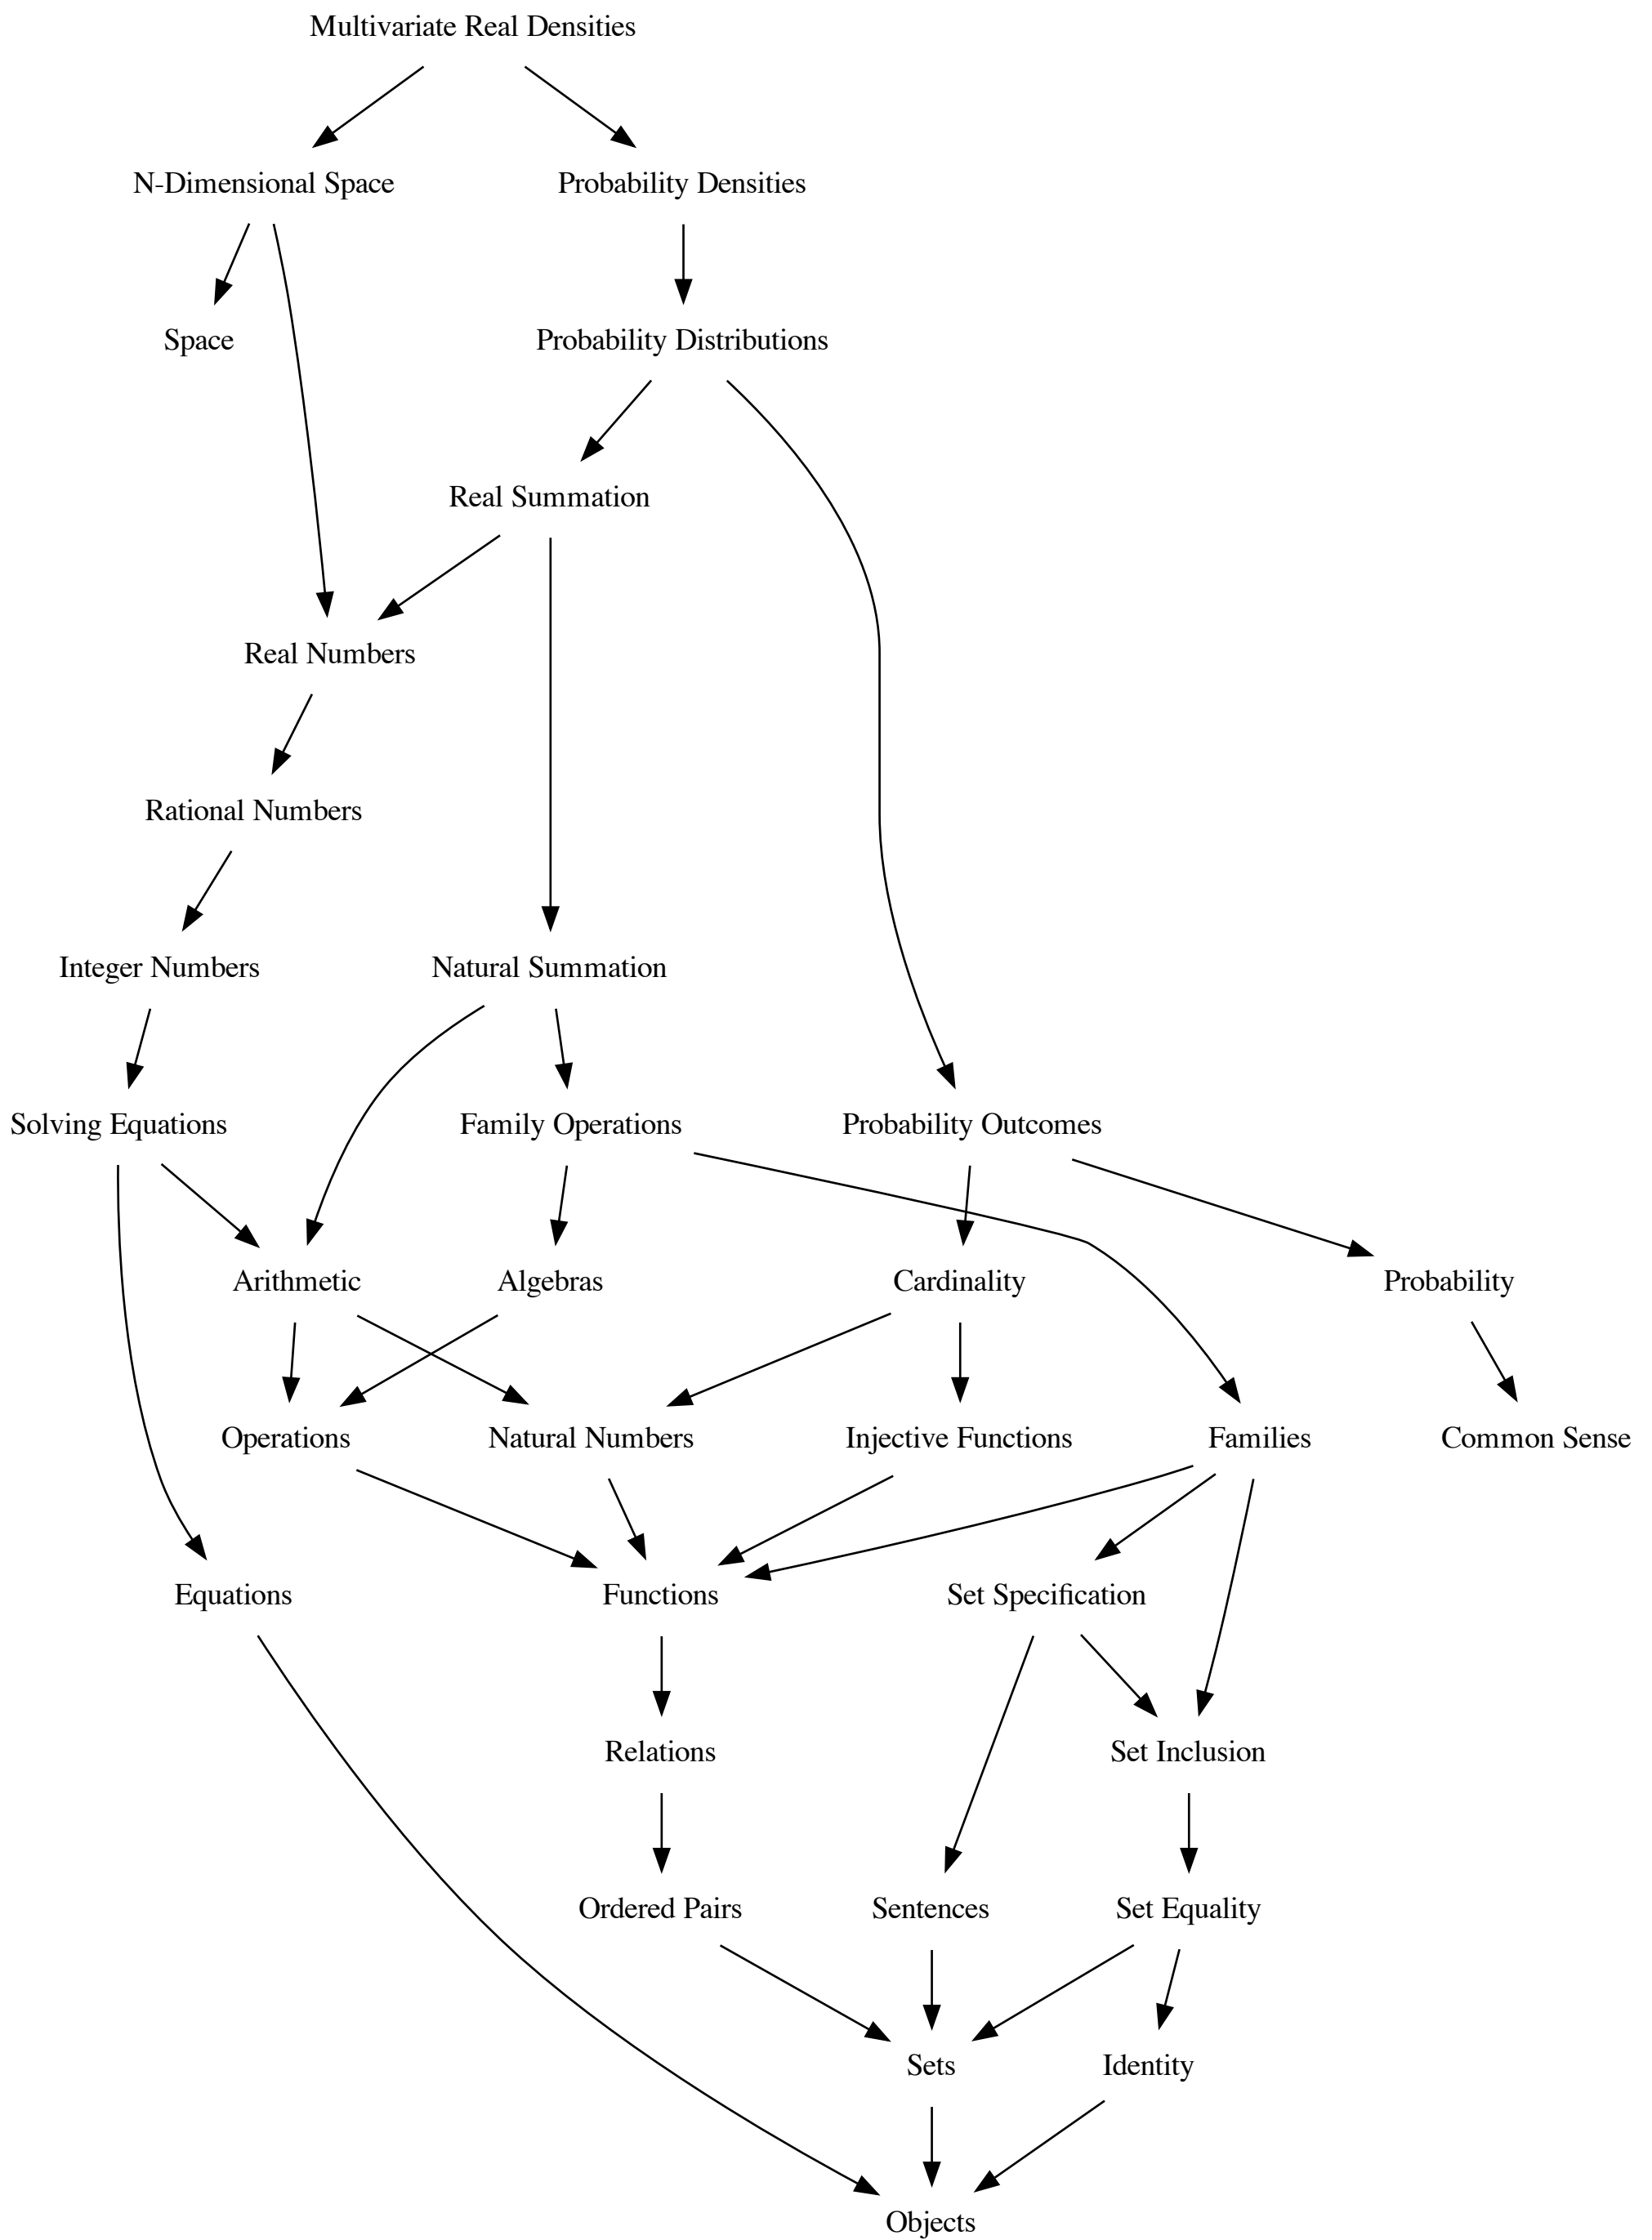 Multivariate Real Densities
N-Dimensional Space
Probability Densities
Space
Probability Distributions
Real Summation
Real Numbers
Rational Numbers
Integer Numbers
Natural Summation
Solving Equations
Family Operations
Probability Outcomes
Arithmetic
Algebras
Cardinality
Probability
Operations
Natural Numbers
Injective Functions
Families
Common Sense
Equations
Functions
Set Specification
Relations
Set Inclusion
Ordered Pairs
Sentences
Set Equality
Sets
Identity
Objects